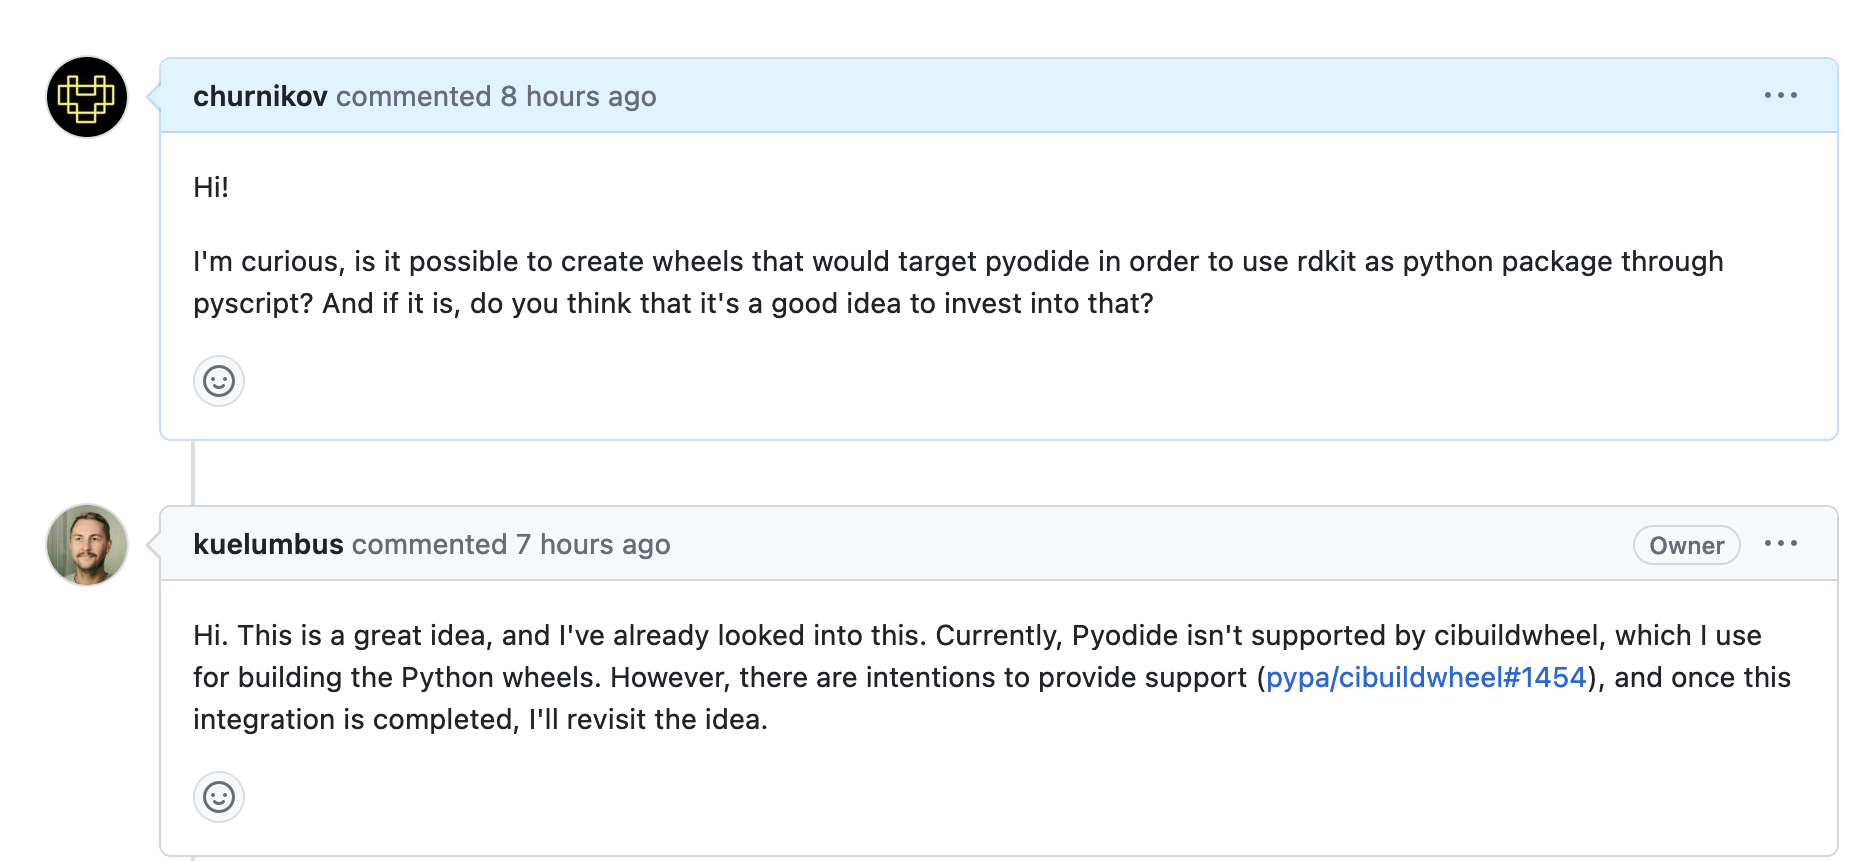 churnikov commented 8 hours ago
Hi!
I'm curious, is it possible to create wheels that would target pyodide in order to use rdkit as python package through
pyscript? And if it is, do you think that it's a good idea to invest into that?
kuelumbus commented 7 hours ago Owner
Hi. This is a great idea, and I've already looked into this. Currently, Pyodide isn't supported by cibuildwheel, which I use
for building the Python wheels. However, there are intentions to provide support (pypa/cibuildwheel#1454), and once this
integration is completed, I'll revisit the idea.